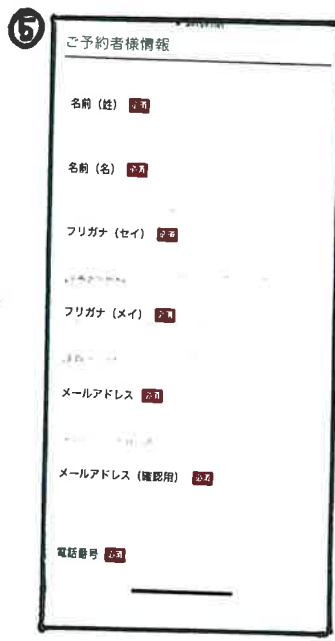 ⑤
ご予約者様情報
名前（姓） 必須
名前（名） 必須
フリガナ（セイ） 必須
フリガナ（メイ） 必須
メールアドレス 必須
メールアドレス（確認用） 必須
電話番号 必須